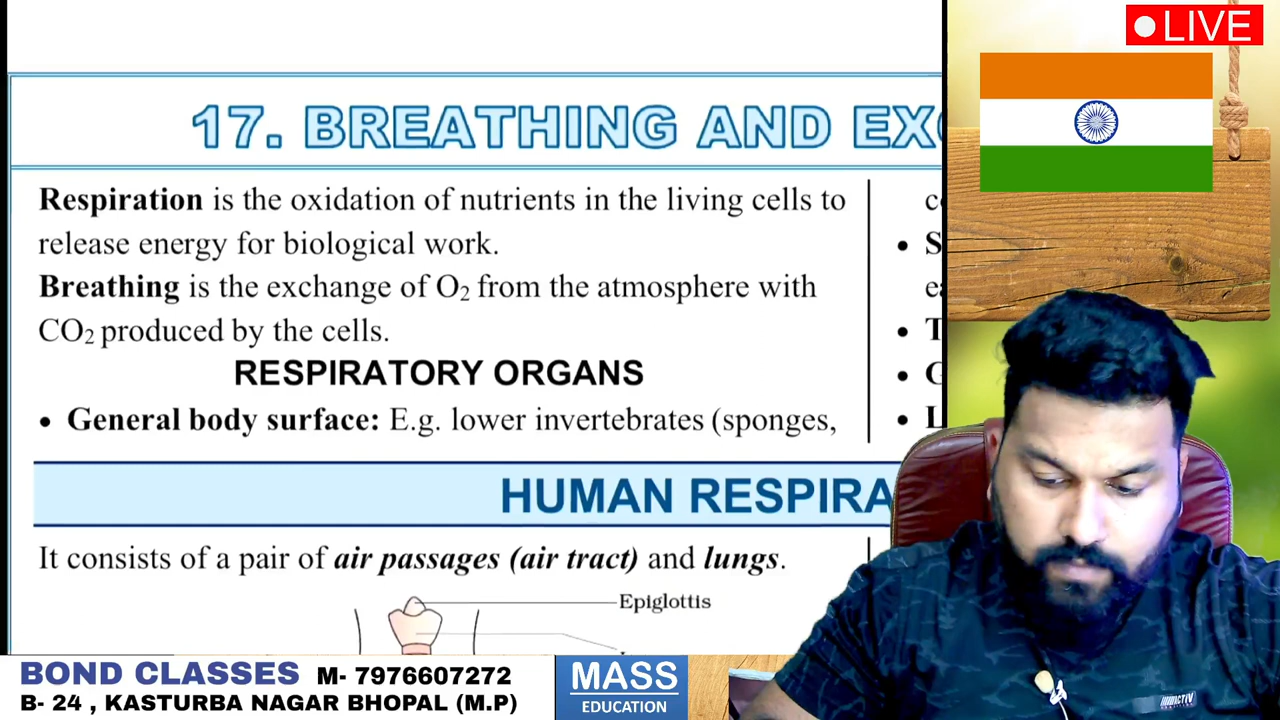 LIVE
17. BREATHING AND EX
Respiration is the oxidation of nutrients in the living cells to
release energy for biological work.
Breathing is the exchange of O₂ from the atmosphere with
CO₂ produced by the cells.
RESPIRATORY ORGANS
• General body surface: E.g. lower invertebrates (sponges,
HUMAN RESPIRA
It consists of a pair of air passages (air tract) and lungs.
Epiglottis
BOND CLASSES M- 7976607272
B- 24 , KASTURBA NAGAR BHOPAL (M.P)
MASS
EDUCATION